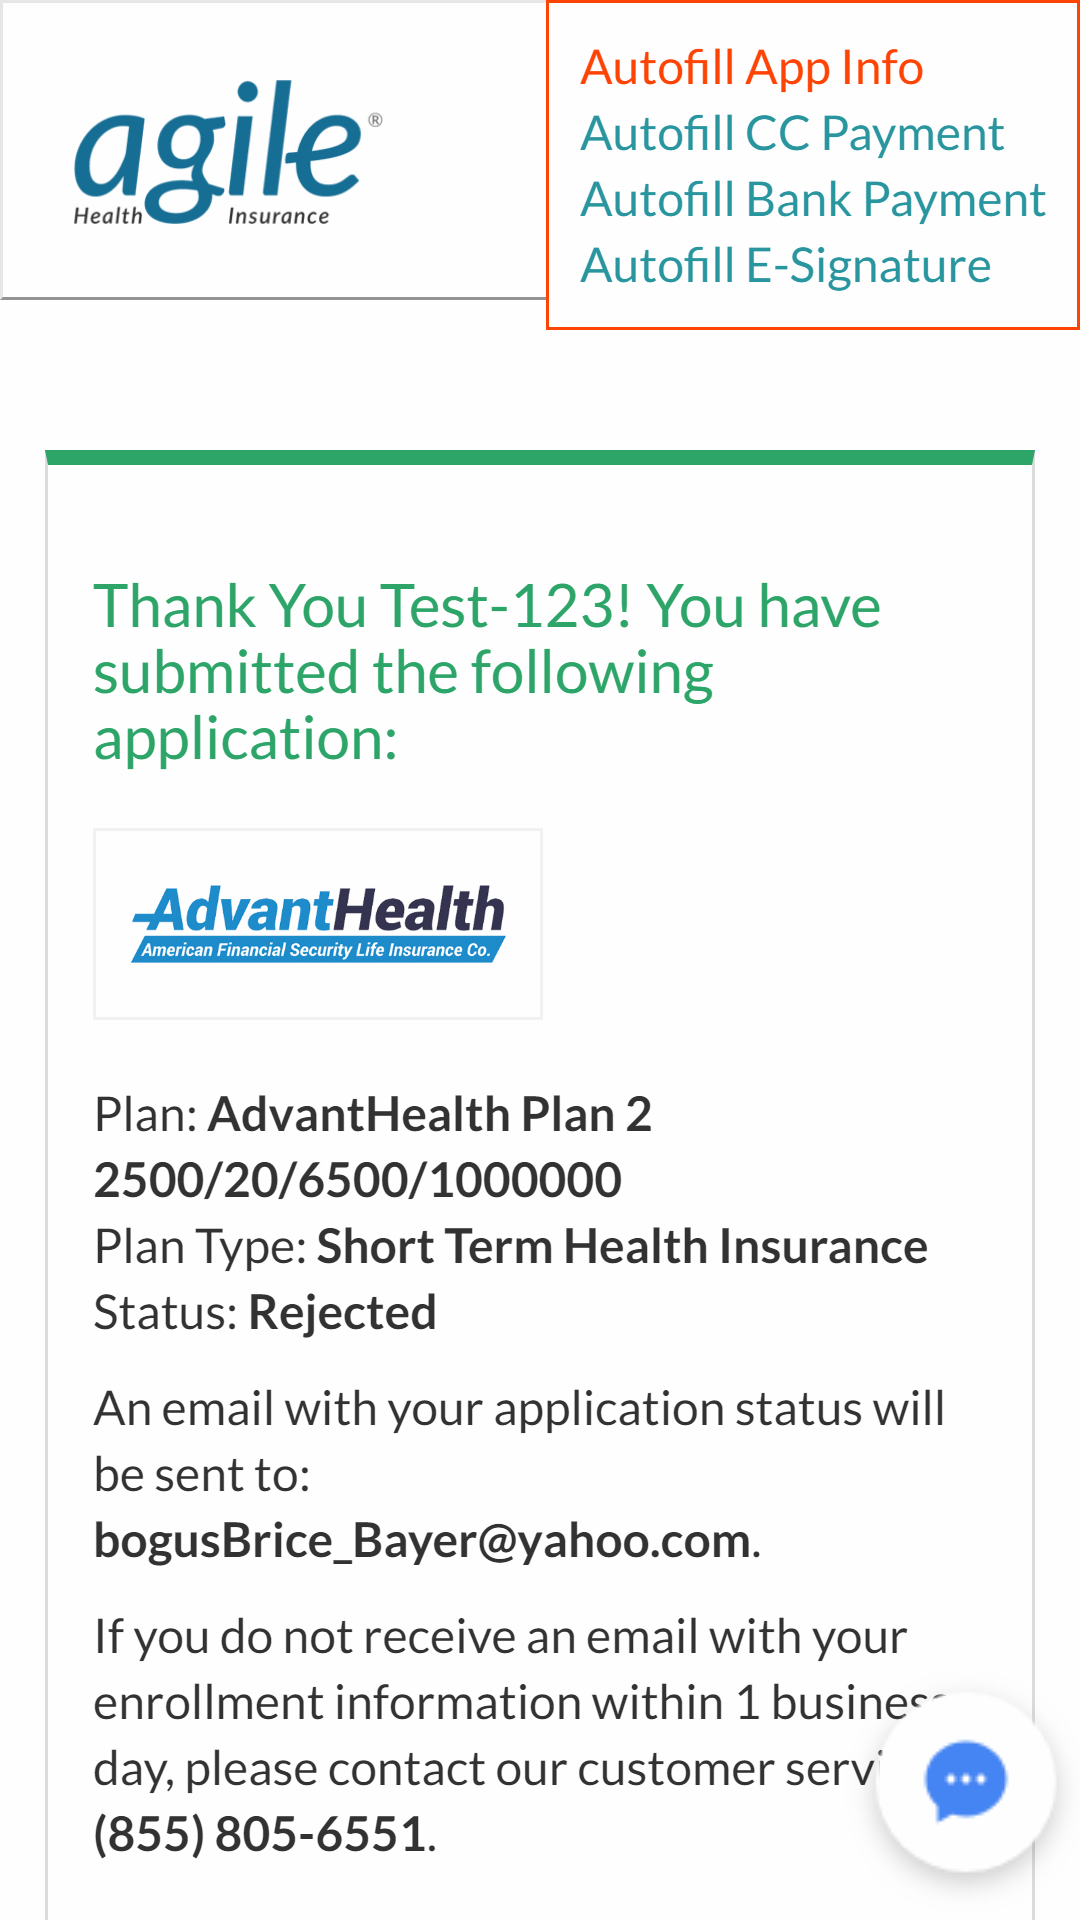 agile®
Health Insurance
Autofill App Info
Autofill CC Payment
Autofill Bank Payment
Autofill E-Signature
Thank You Test-123! You have
submitted the following
application:
AdvantHealth
American Financial Security Life Insurance Co.
Plan: AdvantHealth Plan 2
2500/20/6500/1000000
Plan Type: Short Term Health Insurance
Status: Rejected
An email with your application status will
be sent to:
bogusBrice_Bayer@yahoo.com.
If you do not receive an email with your
enrollment information within 1 business
day, please contact our customer
(855) 805-6551.